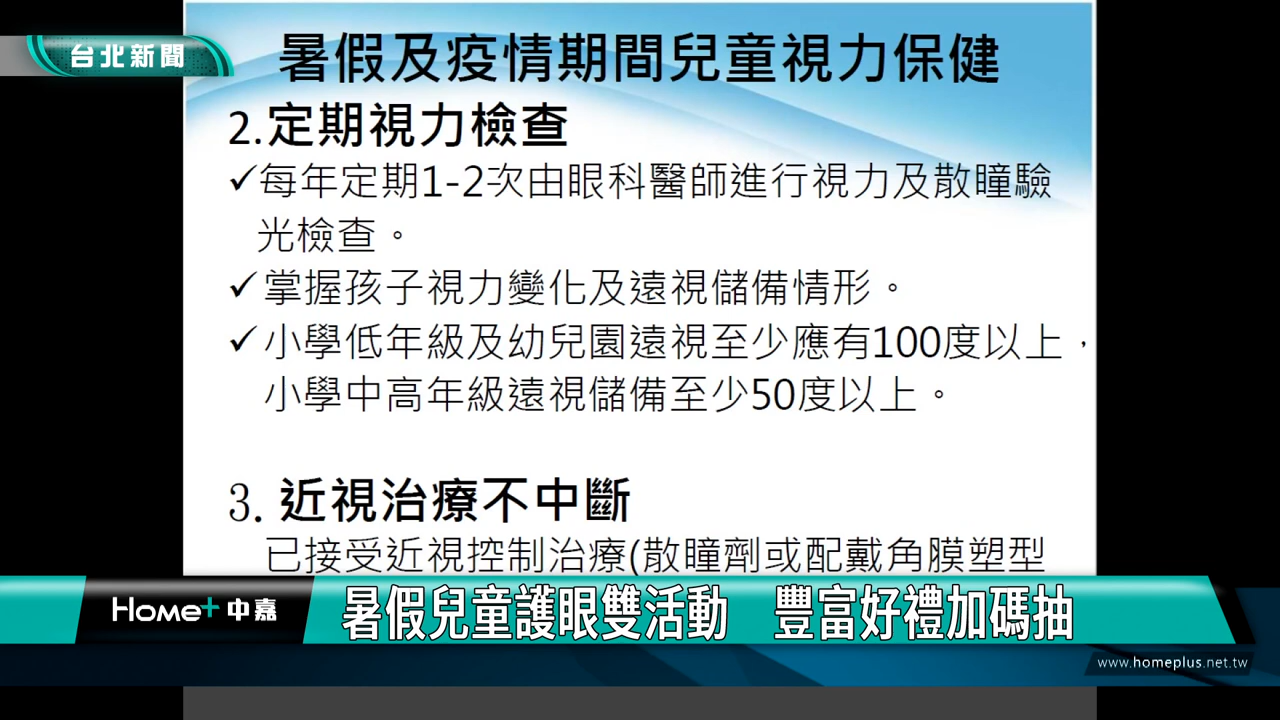 台北新聞
暑假及疫情期間兒童視力保健
2.定期視力檢查
✓每年定期1-2次由眼科醫師進行視力及散瞳驗
光檢查。
✓掌握孩子視力變化及遠視儲備情形。
✓小學低年級及幼兒園遠視至少應有100度以上，
小學中高年級遠視儲備至少50度以上。
3. 近視治療不中斷
已接受近視控制治療(散瞳劑或配戴角膜塑型
Home+中嘉
暑假兒童護眼雙活動 豐富好禮加碼抽
www.homeplus.net.tw